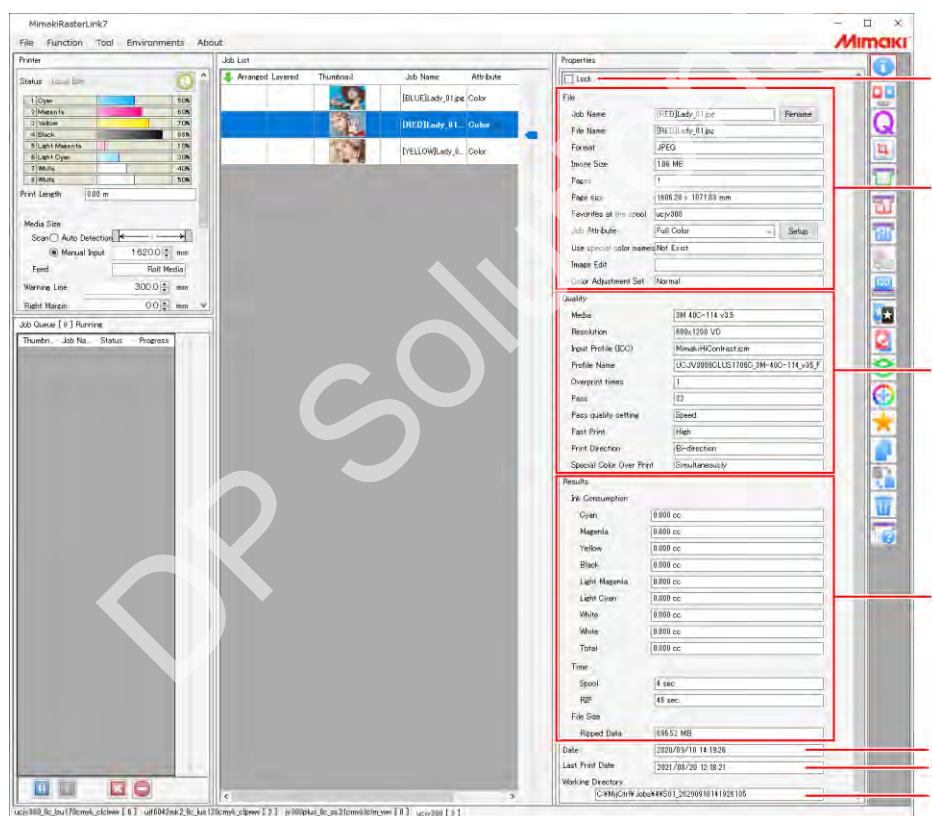 MimakiRasterLink7
File Function Tool Environments About
Mimaki
Printer
Status Local Idle
1 Cyan 50%
2 Magenta 60%
3 Yellow 70%
4 Black 88%
5 Light Magenta 10%
6 Light Cyan 30%
7 White 40%
8 White 50%
Print Length 0.00 m
Media Size
Scan Auto Detection
Manual Input 1620.0 mm
Feed Roll Media
Warning Line 300.0 mm
Right Margin 0.0 mm
Job Queue [ 0 ] Running
Thumbn.. Job Na.. Status Progress
Job List
Arranged Layered Thumbnail Job Name Attribute
[BLUE]Lady_01.jpg Color
[RED]Lady_01... Color
[YELLOW]Lady_0... Color
Properties
Lock
File
Job Name [RED]Lady_01.jpg Rename
File Name [RED]Lady_01.jpg
Format JPEG
Image Size 1.86 MB
Pages 1
Page size
Favorites at the spool ucjv300
Job Attribute Full Color Setup
Use special color names Not Exist
Image Edit
Color Adjustment Set Normal
Quality
Media 3M 40C-114 v3.5
Resolution 600x1200 VD
Input Profile (ICC) MimakiHiContrast.icm
Profile Name
Overprint times 1
Pass
Pass quality setting Speed
Fast Print High
Print Direction Bi-direction
Special Color Over Print Simultaneously
Results
Ink Consumption
Cyan 0.000 cc
Magenta 0.000 cc
Yellow 0.000 cc
Black 0.000 cc
Light Magenta 0.000 cc
Light Cyan 0.000 cc
White 0.000 cc
White 0.000 cc
Total 0.000 cc
Time
Spool 4 sec
RIP 45 sec
File Size
Ripped Data 695.52 MB
Date 2020/09/10 14:19:26
Last Print Date 2021/08/20 12:18:21
Working Directory
C:¥MijCtrl¥Jobs¥4¥S01_20200910141926105
DP Solu